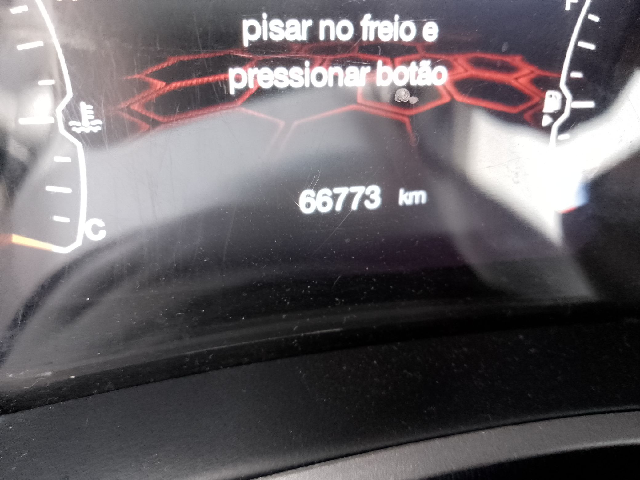 F
pisar no freio e
pressionar botão
66773 km
C